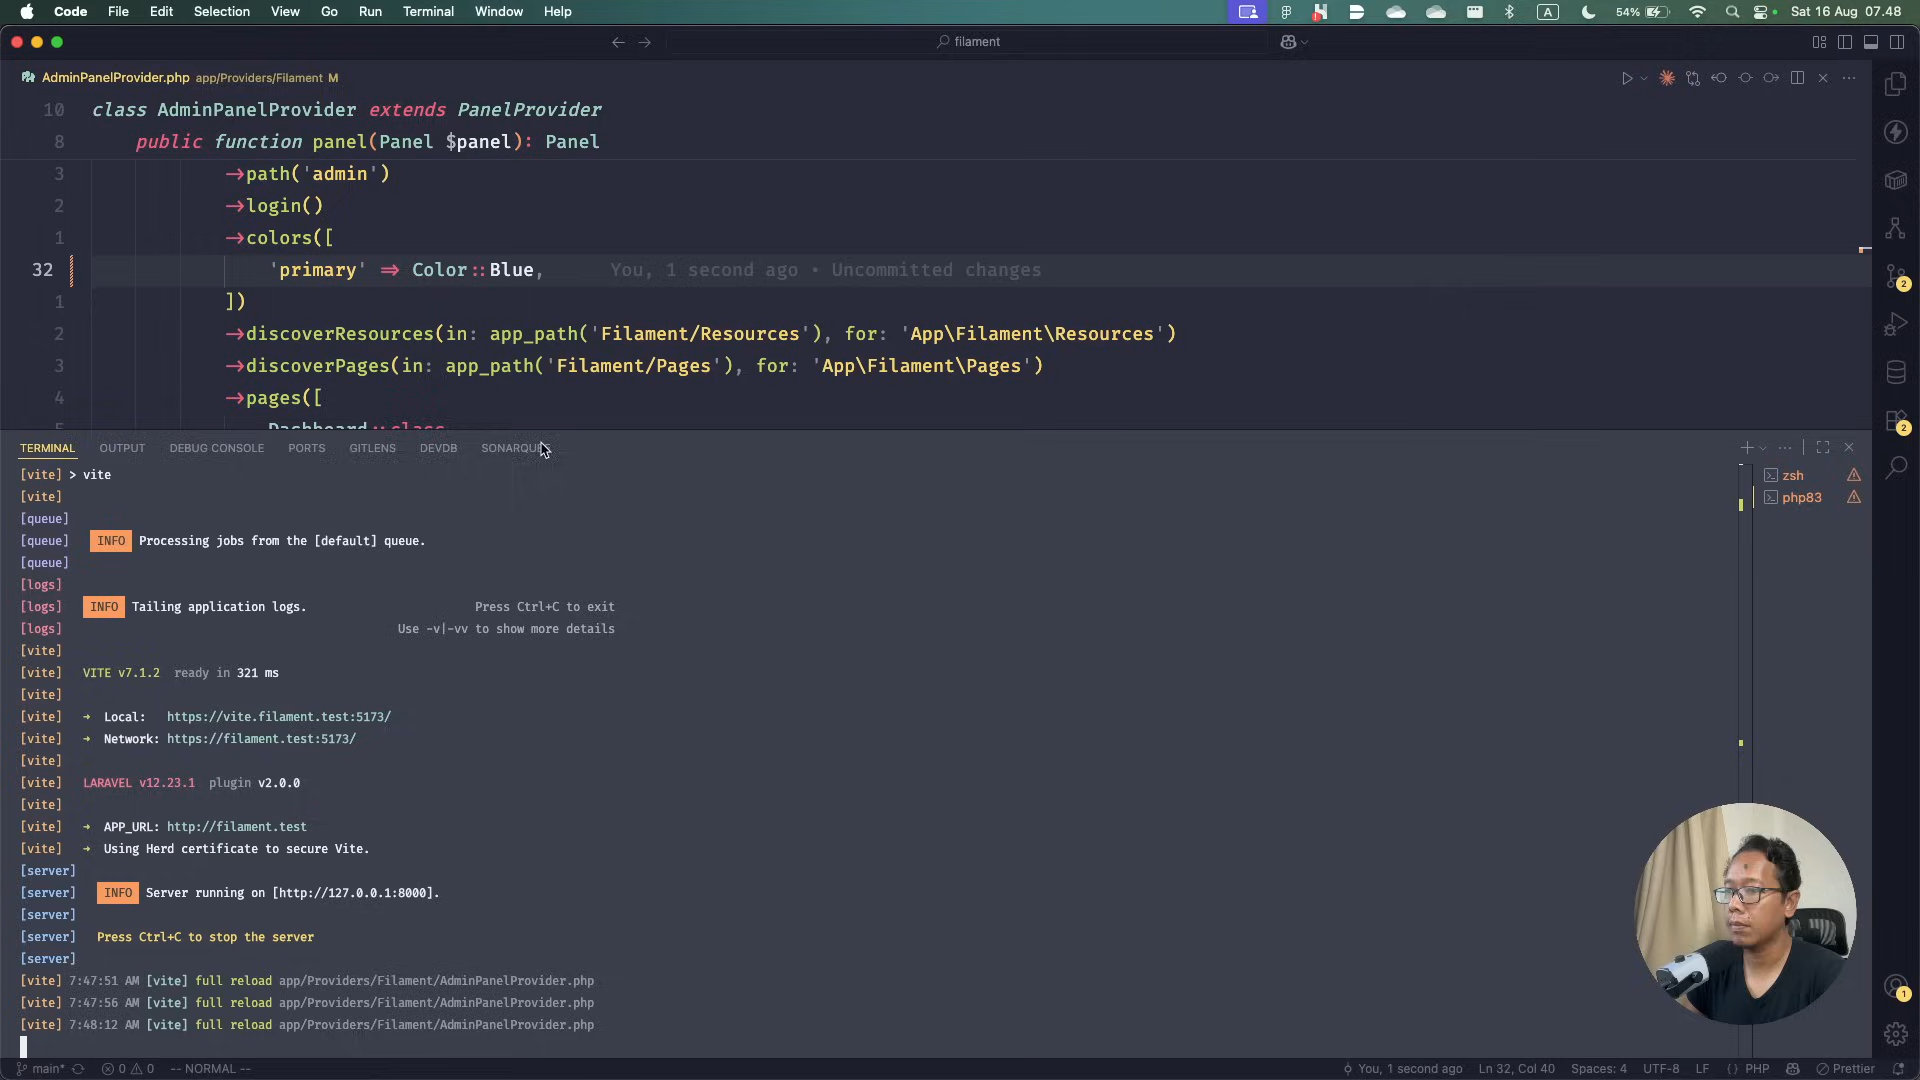 Code File Edit Selection View Go Run Terminal Window Help A 54% Sat 16 Aug 07.48
filament
AdminPanelProvider.php app/Providers/Filament M
10 class AdminPanelProvider extends PanelProvider
8 public function panel(Panel $panel): Panel
3 ->path('admin')
2 ->login()
1 ->colors([
32 'primary' => Color::Blue, You, 1 second ago • Uncommitted changes
1 ])
2 ->discoverResources(in: app_path('Filament/Resources'), for: 'App\Filament\Resources')
3 ->discoverPages(in: app_path('Filament/Pages'), for: 'App\Filament\Pages')
4 ->pages([
Dashboard::class
TERMINAL OUTPUT DEBUG CONSOLE PORTS GITLENS DEVDB SONARQUBE
zsh
php83
[vite] > vite
[vite]
[queue]
[queue] INFO Processing jobs from the [default] queue.
[queue]
[logs]
[logs] INFO Tailing application logs. Press Ctrl+C to exit
[logs] Use -v|-vv to show more details
[vite]
[vite] VITE v7.1.2 ready in 321 ms
[vite]
[vite] ➜ Local: https://vite.filament.test:5173/
[vite] ➜ Network: https://filament.test:5173/
[vite]
[vite] LARAVEL v12.23.1 plugin v2.0.0
[vite]
[vite] ➜ APP_URL: http://filament.test
[vite] ➜ Using Herd certificate to secure Vite.
[server]
[server] INFO Server running on [http://127.0.0.1:8000].
[server]
[server] Press Ctrl+C to stop the server
[server]
[vite] 7:47:51 AM [vite] full reload app/Providers/Filament/AdminPanelProvider.php
[vite] 7:47:56 AM [vite] full reload app/Providers/Filament/AdminPanelProvider.php
[vite] 7:48:12 AM [vite] full reload app/Providers/Filament/AdminPanelProvider.php
2
2
1
main* 0 0 -- NORMAL -- You, 1 second ago Ln 32, Col 40 Spaces: 4 UTF-8 LF { } PHP Prettier